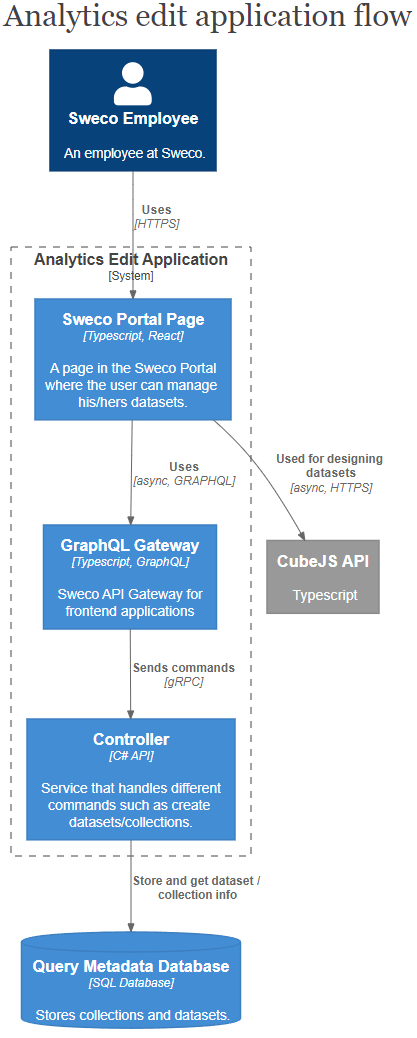 Analytics edit application flow
Sweco Employee
An employee at Sweco.
Uses
[HTTPS]
Analytics Edit Application
[System]
Sweco Portal Page
[Typescript, React]
A page in the Sweco Portal
where the user can manage
his/hers datasets.
Uses
[async, GRAPHQL]
Used for designing
datasets
[async, HTTPS]
GraphQL Gateway
[Typescript, GraphQL]
Sweco API Gateway for
frontend applications
CubeJS API
Typescript
Sends commands
[gRPC]
Controller
[C# API]
Service that handles different
commands such as create
datasets/collections.
Store and get dataset /
collection info
Query Metadata Database
[SQL Database]
Stores collections and datasets.